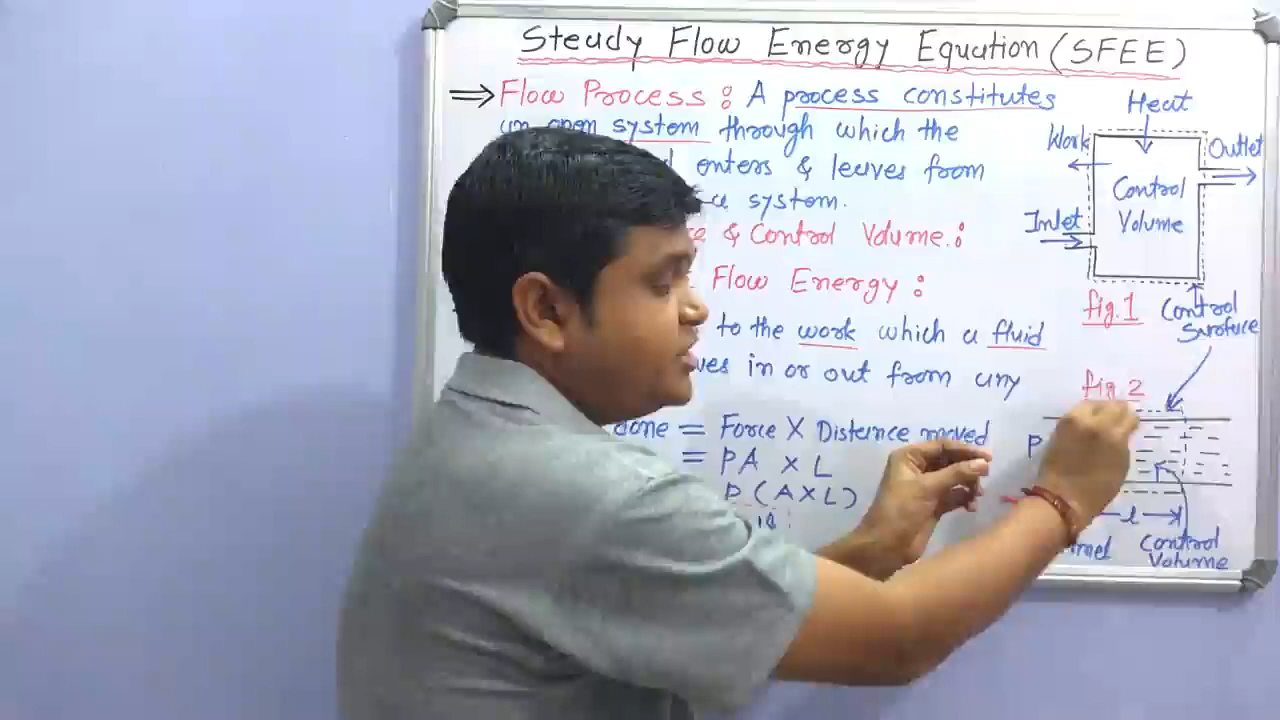 Steady Flow Energy Equation (SFEE)
⇒ Flow Process : A process constitutes
an open system through which the
enters & leaves from
a system.
& Control Volume. :
Flow Energy :
to the work which a fluid
in or out from any
done = Force X Distance moved
= PA X L
P (A X L)
Heat
Work
Outlet
Control
Volume
Inlet
fig.1
Control
Surface
fig.2
P
l
Control
Volume